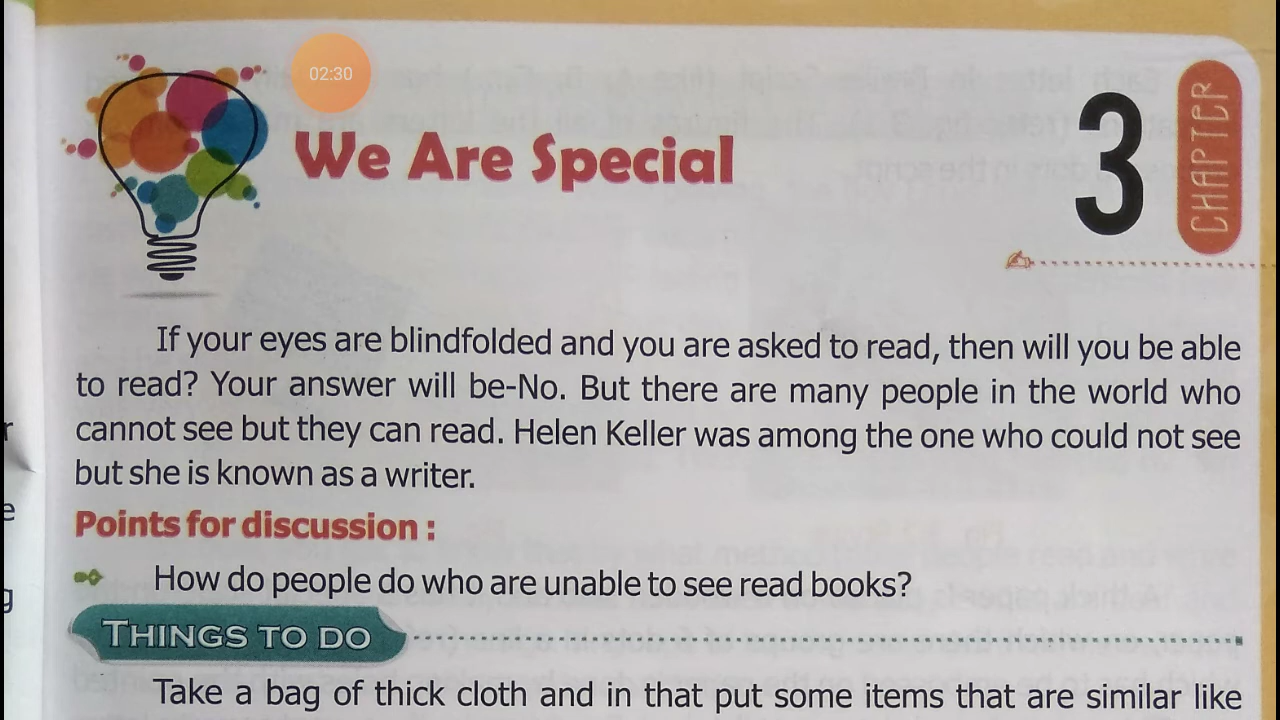 02:30
We Are Special
3
CHAPTER
If your eyes are blindfolded and you are asked to read, then will you be able
to read? Your answer will be-No. But there are many people in the world who
cannot see but they can read. Helen Keller was among the one who could not see
but she is known as a writer.
Points for discussion :
How do people do who are unable to see read books?
THINGS TO DO
Take a bag of thick cloth and in that put some items that are similar like